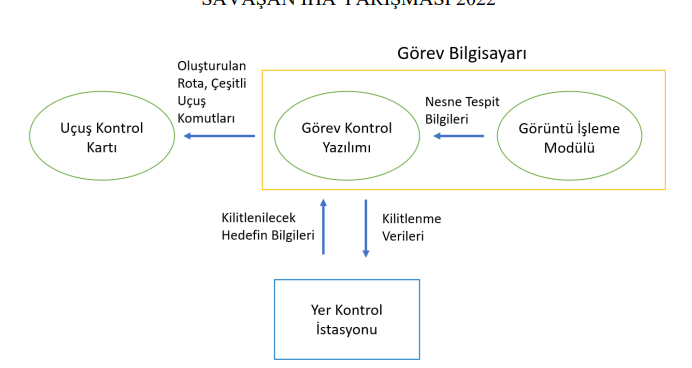 SAVAŞAN İHA YARIŞMASI 2022
Görev Bilgisayarı
Oluşturulan
Rota, Çeşitli
Uçuş
Komutları
Uçuş Kontrol
Kartı
Görev Kontrol
Yazılımı
Nesne Tespit
Bilgileri
Görüntü İşleme
Modülü
Kilitlenilecek
Hedefin Bilgileri
Kilitlenme
Verileri
Yer Kontrol
İstasyonu